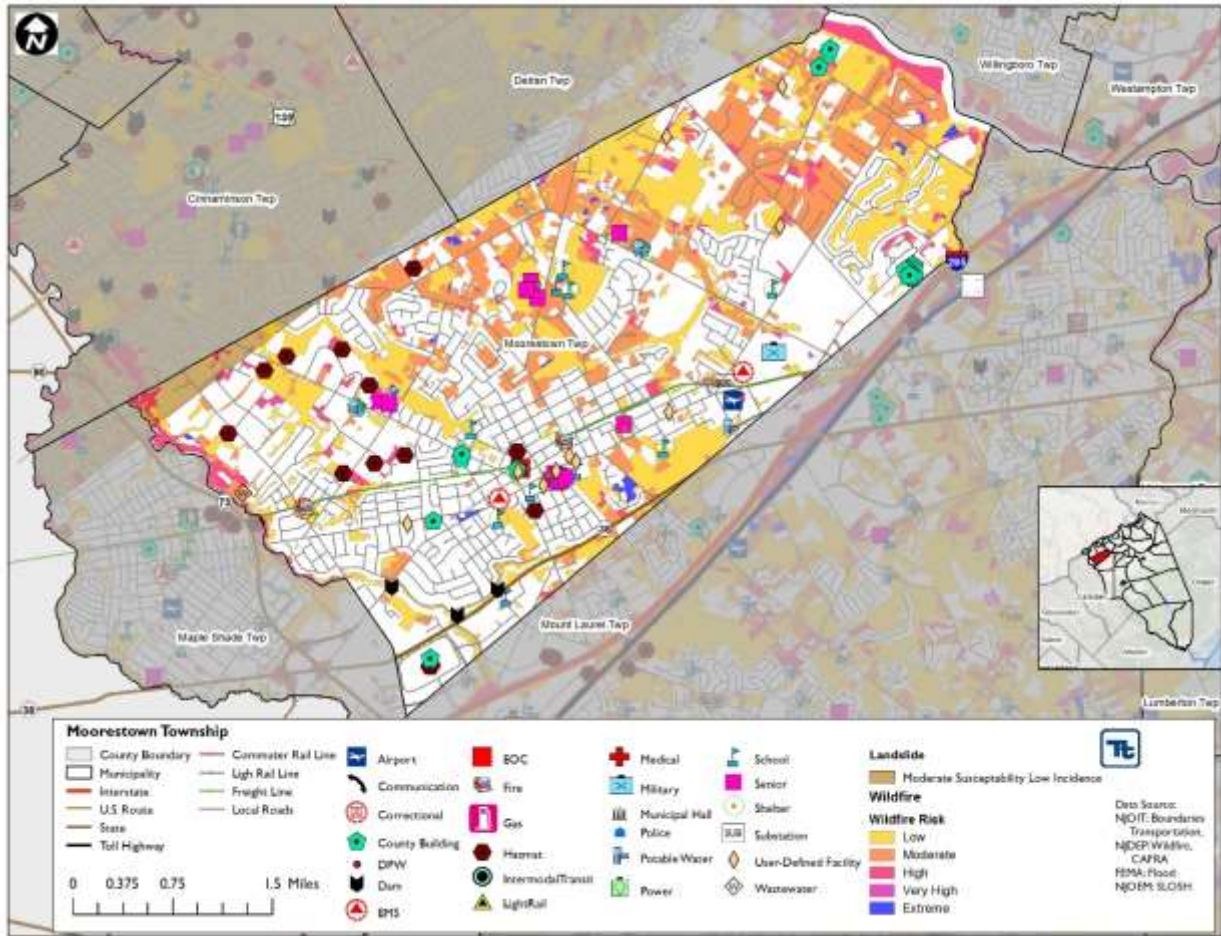 N
Delran Twp
Willingboro Twp
Westampton Twp
Cinnaminson Twp
295
Moorestown Twp
73
Maple Shade Twp
Mount Laurel Twp
38
Lumberton Twp
Moorestown Township
County Boundary
Municipality
Interstate
U.S. Route
State
Toll Highway
Commuter Rail Line
Ligh Rail Line
Freight Line
Local Roads
0 0.375 0.75 1.5 Miles
Airport
Communication
Correctional
County Building
DPW
Dam
EMS
EOC
Fire
Gas
Hazmat
IntermodalTransit
LightRail
Medical
Military
Municipal Hall
Police
Potable Water
Power
School
Senior
Shelter
SUB Substation
User-Defined Facility
W Wastewater
Landslide
Moderate Susceptability Low Incidence
Wildfire
Wildfire Risk
Low
Moderate
High
Very High
Extreme
Tt
Data Source:
NJOIT: Boundaries
Transportation,
NJDEP: Wildfire,
CAFRA
FEMA: Flood
NJOEM: SLOSH